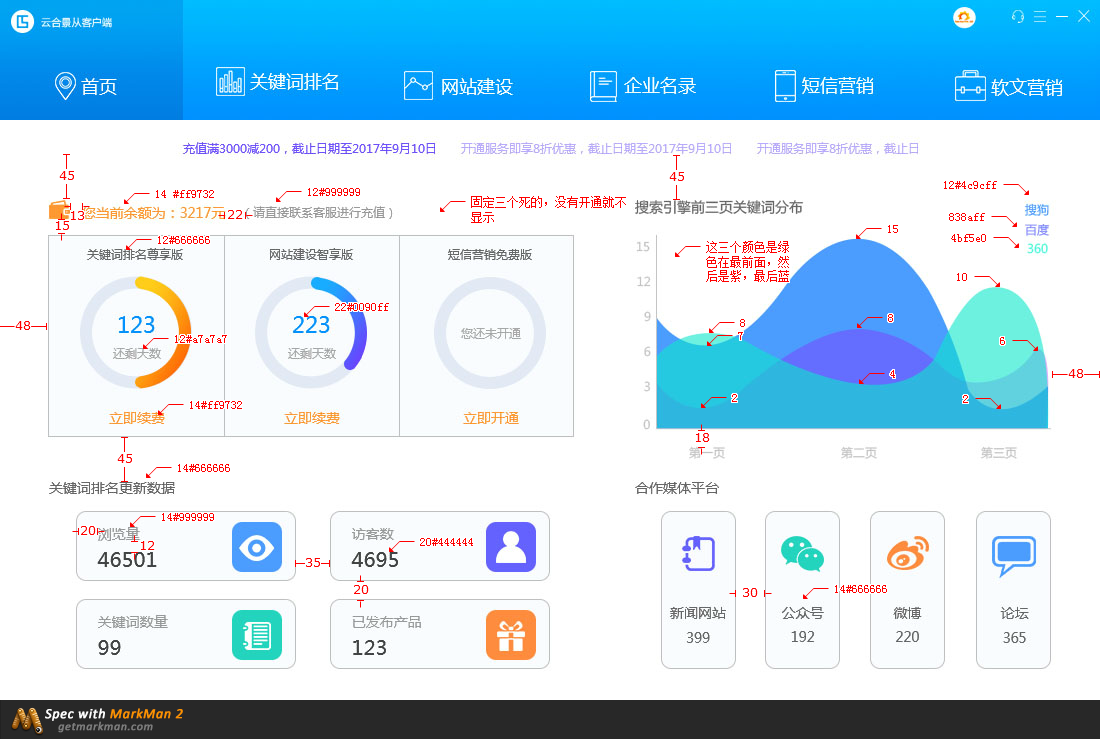 云合景从客户端
首页
关键词排名
网站建设
企业名录
短信营销
软文营销
充值满3000减200，截止日期至2017年9月10日
开通服务即享8折优惠，截止日期至2017年9月10日
开通服务即享8折优惠，截止日
45
14 #ff9732
12#999999
固定三个死的，没有开通就不
显示
45
12#4c9cff
13
您当前余额为：3217元
22
（请直接联系客服进行充值）
搜索引擎前三页关键词分布
搜狗
838aff
百度
15
4bf5e0
360
12#666666
关键词排名尊享版
网站建设智享版
短信营销免费版
这三个颜色是绿
色在最前面，然
后是紫，最后蓝
15
12
9
6
3
0
15
10
8
7
8
6
4
2
2
22#0090ff
48
123
12#a7a7a7
还剩天数
223
还剩天数
您还未开通
48
14#ff9732
立即续费
立即续费
立即开通
18
第一页
第二页
第三页
45
14#666666
关键词排名更新数据
合作媒体平台
20
14#999999
浏览量
12
46501
35
访客数
20#444444
4695
20
关键词数量
99
已发布产品
123
30
14#666666
新闻网站
399
公众号
192
微博
220
论坛
365
Spec with MarkMan 2
getmarkman.com